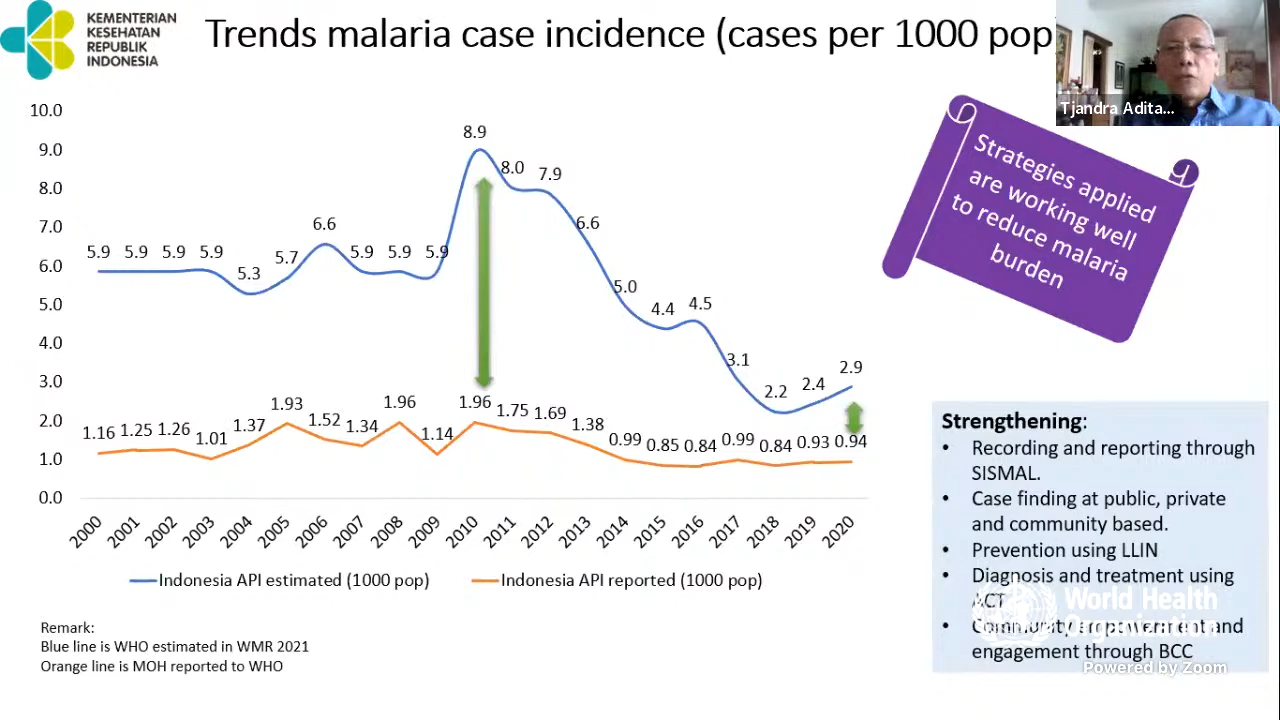 KEMENTERIAN
KESEHATAN
REPUBLIK
INDONESIA
Trends malaria case incidence (cases per 1000 pop
Tjandra Adita...
Strategies applied
are working well
to reduce malaria
burden
10.0
9.0
8.0
7.0
6.0
5.0
4.0
3.0
2.0
1.0
0.0
5.9 5.9 5.9 5.9 5.3 5.7 6.6 5.9 5.9 5.9 8.9 8.0 7.9 6.6 5.0 4.4 4.5 3.1 2.2 2.4 2.9
1.16 1.25 1.26 1.01 1.37 1.93 1.52 1.34 1.96 1.14 1.96 1.75 1.69 1.38 0.99 0.85 0.84 0.99 0.84 0.93 0.94
2000 2001 2002 2003 2004 2005 2006 2007 2008 2009 2010 2011 2012 2013 2014 2015 2016 2017 2018 2019 2020
Indonesia API estimated (1000 pop) Indonesia API reported (1000 pop)
Remark:
Blue line is WHO estimated in WMR 2021
Orange line is MOH reported to WHO
Strengthening:
• Recording and reporting through
SISMAL.
• Case finding at public, private
and community based.
• Prevention using LLIN
• Diagnosis and treatment using
ACT
• Community empowerment and
engagement through BCC
World Health
Organization
Powered by Zoom